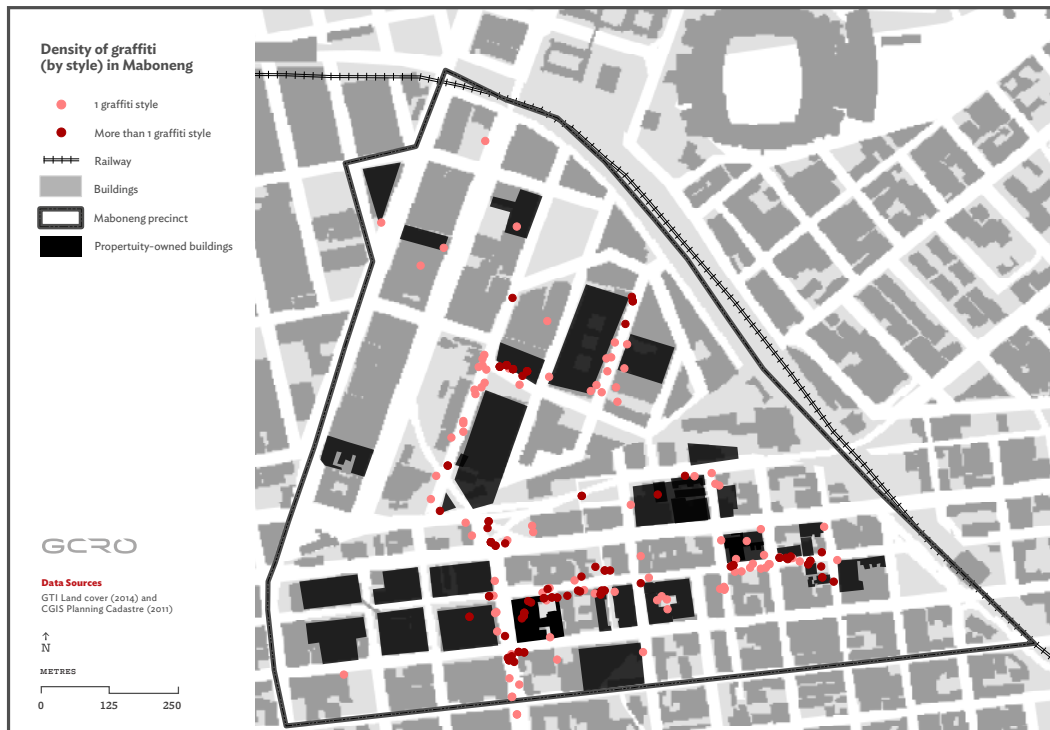 Density of graffiti
(by style) in Maboneng
1 graffiti style
More than 1 graffiti style
Railway
Buildings
Maboneng precinct
Propertuity-owned buildings
GCRO
Data Sources
GTI Land cover (2014) and
CGIS Planning Cadastre (2011)
N
METRES
0 125 250